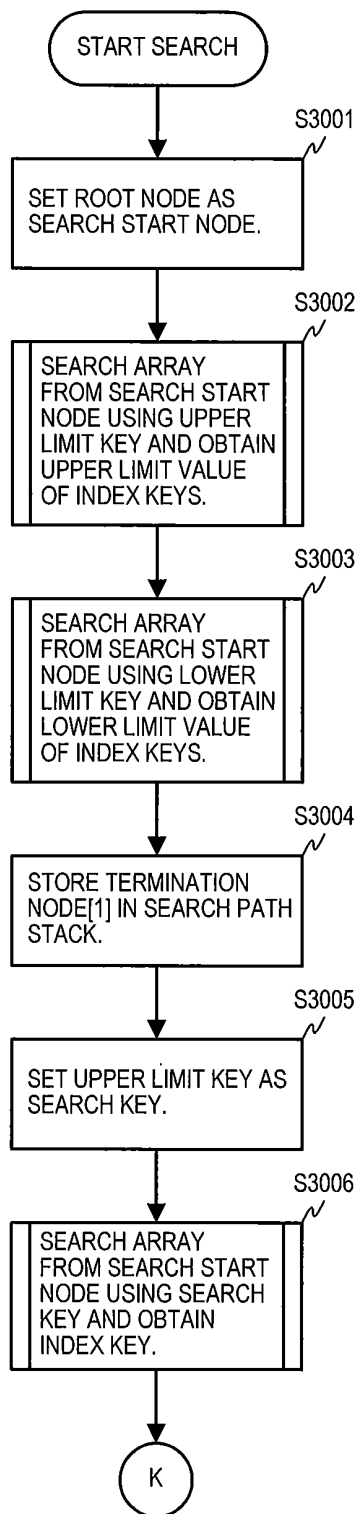 START SEARCH
S3001
SET ROOT NODE AS
SEARCH START NODE.
S3002
SEARCH ARRAY
FROM SEARCH START
NODE USING UPPER
LIMIT KEY AND OBTAIN
UPPER LIMIT VALUE
OF INDEX KEYS.
S3003
SEARCH ARRAY
FROM SEARCH START
NODE USING LOWER
LIMIT KEY AND OBTAIN
LOWER LIMIT VALUE
OF INDEX KEYS.
S3004
STORE TERMINATION
NODE[1] IN SEARCH PATH
STACK.
S3005
SET UPPER LIMIT KEY AS
SEARCH KEY.
S3006
SEARCH ARRAY
FROM SEARCH START
NODE USING SEARCH
KEY AND OBTAIN
INDEX KEY.
K